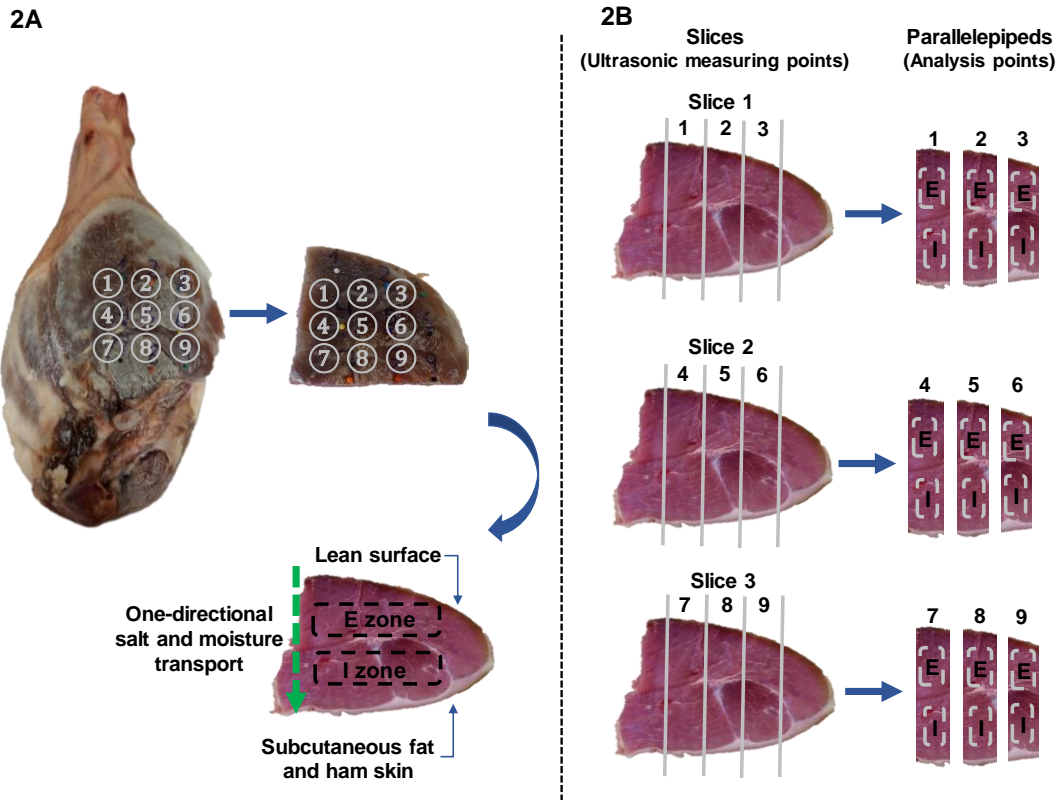 2A
1 2 3
4 5 6
7 8 9
1 2 3
4 5 6
7 8 9
Lean surface
One-directional
salt and moisture
transport
E zone
I zone
Subcutaneous fat
and ham skin
2B
Slices
(Ultrasonic measuring points)
Parallelepipeds
(Analysis points)
Slice 1
1 2 3
1 2 3
E E E
I I I
Slice 2
4 5 6
4 5 6
E E E
I I I
Slice 3
7 8 9
7 8 9
E E E
I I I